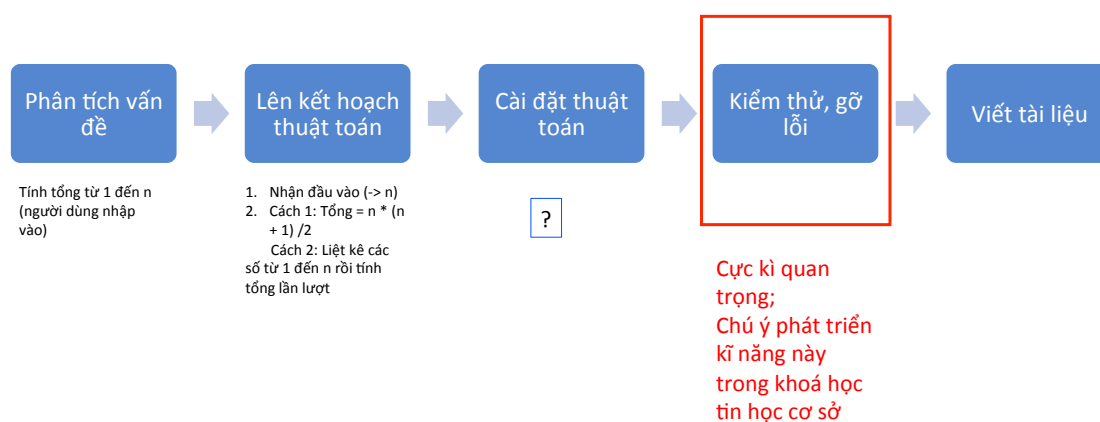 Phân tích vấn
đề
Lên kết hoạch
thuật toán
Cài đặt thuật
toán
Kiểm thử, gỡ
lỗi
Viết tài liệu
Tính tổng từ 1 đến n
(người dùng nhập
vào)
1. Nhận đầu vào (-> n)
2. Cách 1: Tổng = n * (n
+ 1) /2
Cách 2: Liệt kê các
số từ 1 đến n rồi tính
tổng lần lượt
?
Cực kì quan
trọng;
Chú ý phát triển
kĩ năng này
trong khoá học
tin học cơ sở